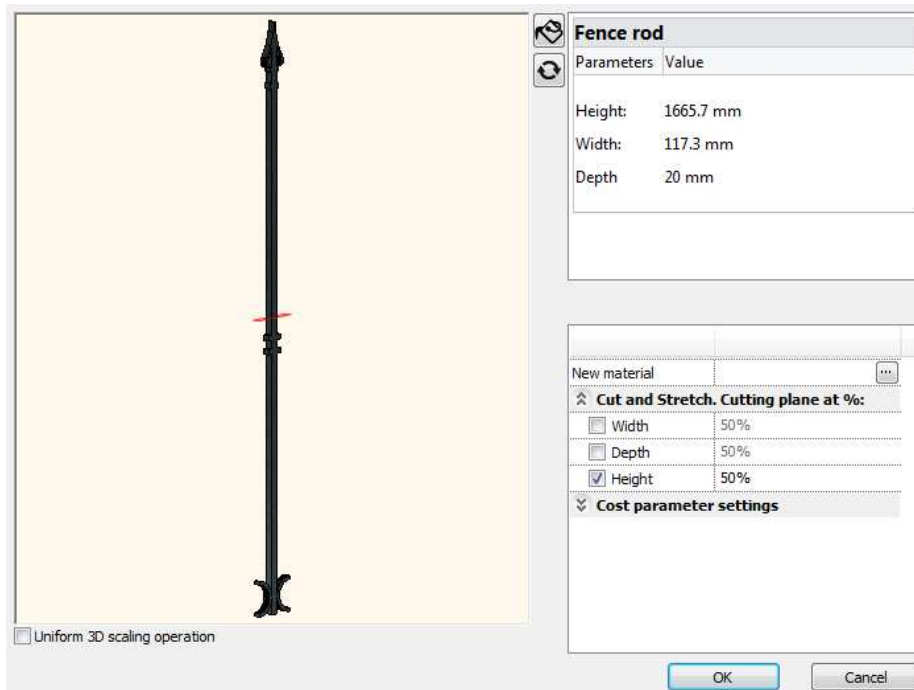 Fence rod
Parameters Value
Height: 1665.7 mm
Width: 117.3 mm
Depth 20 mm
New material ...
Cut and Stretch. Cutting plane at %:
Width 50%
Depth 50%
Height 50%
Cost parameter settings
Uniform 3D scaling operation
OK Cancel